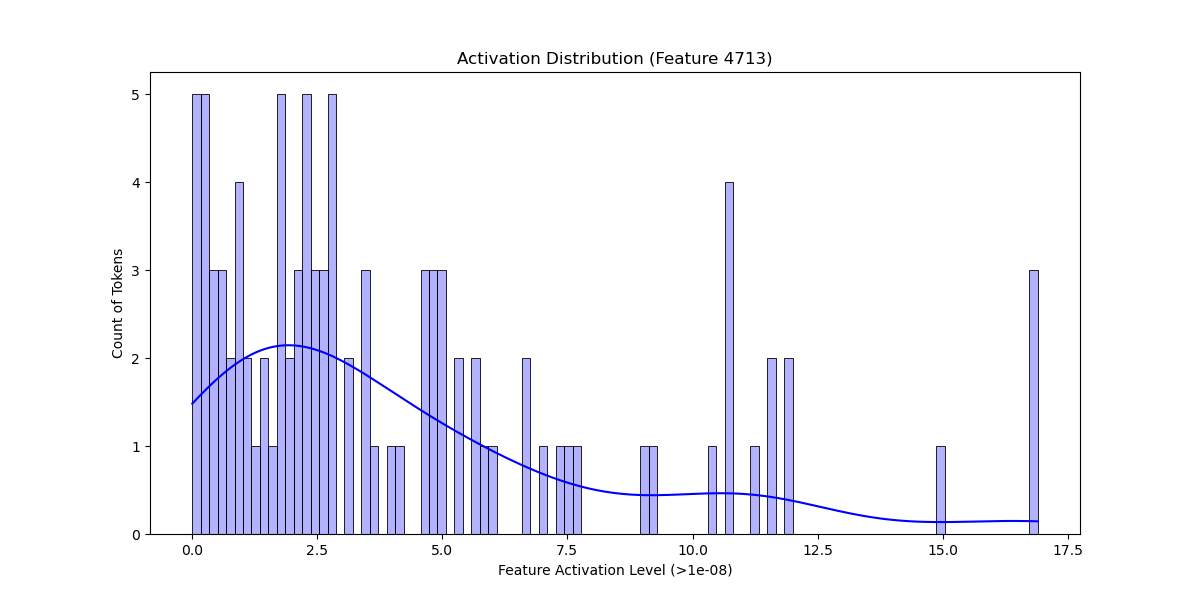 Activation Distribution (Feature 4713)
Count of Tokens
5
4
3
2
1
0
0.0 2.5 5.0 7.5 10.0 12.5 15.0 17.5
Feature Activation Level (>1e-08)